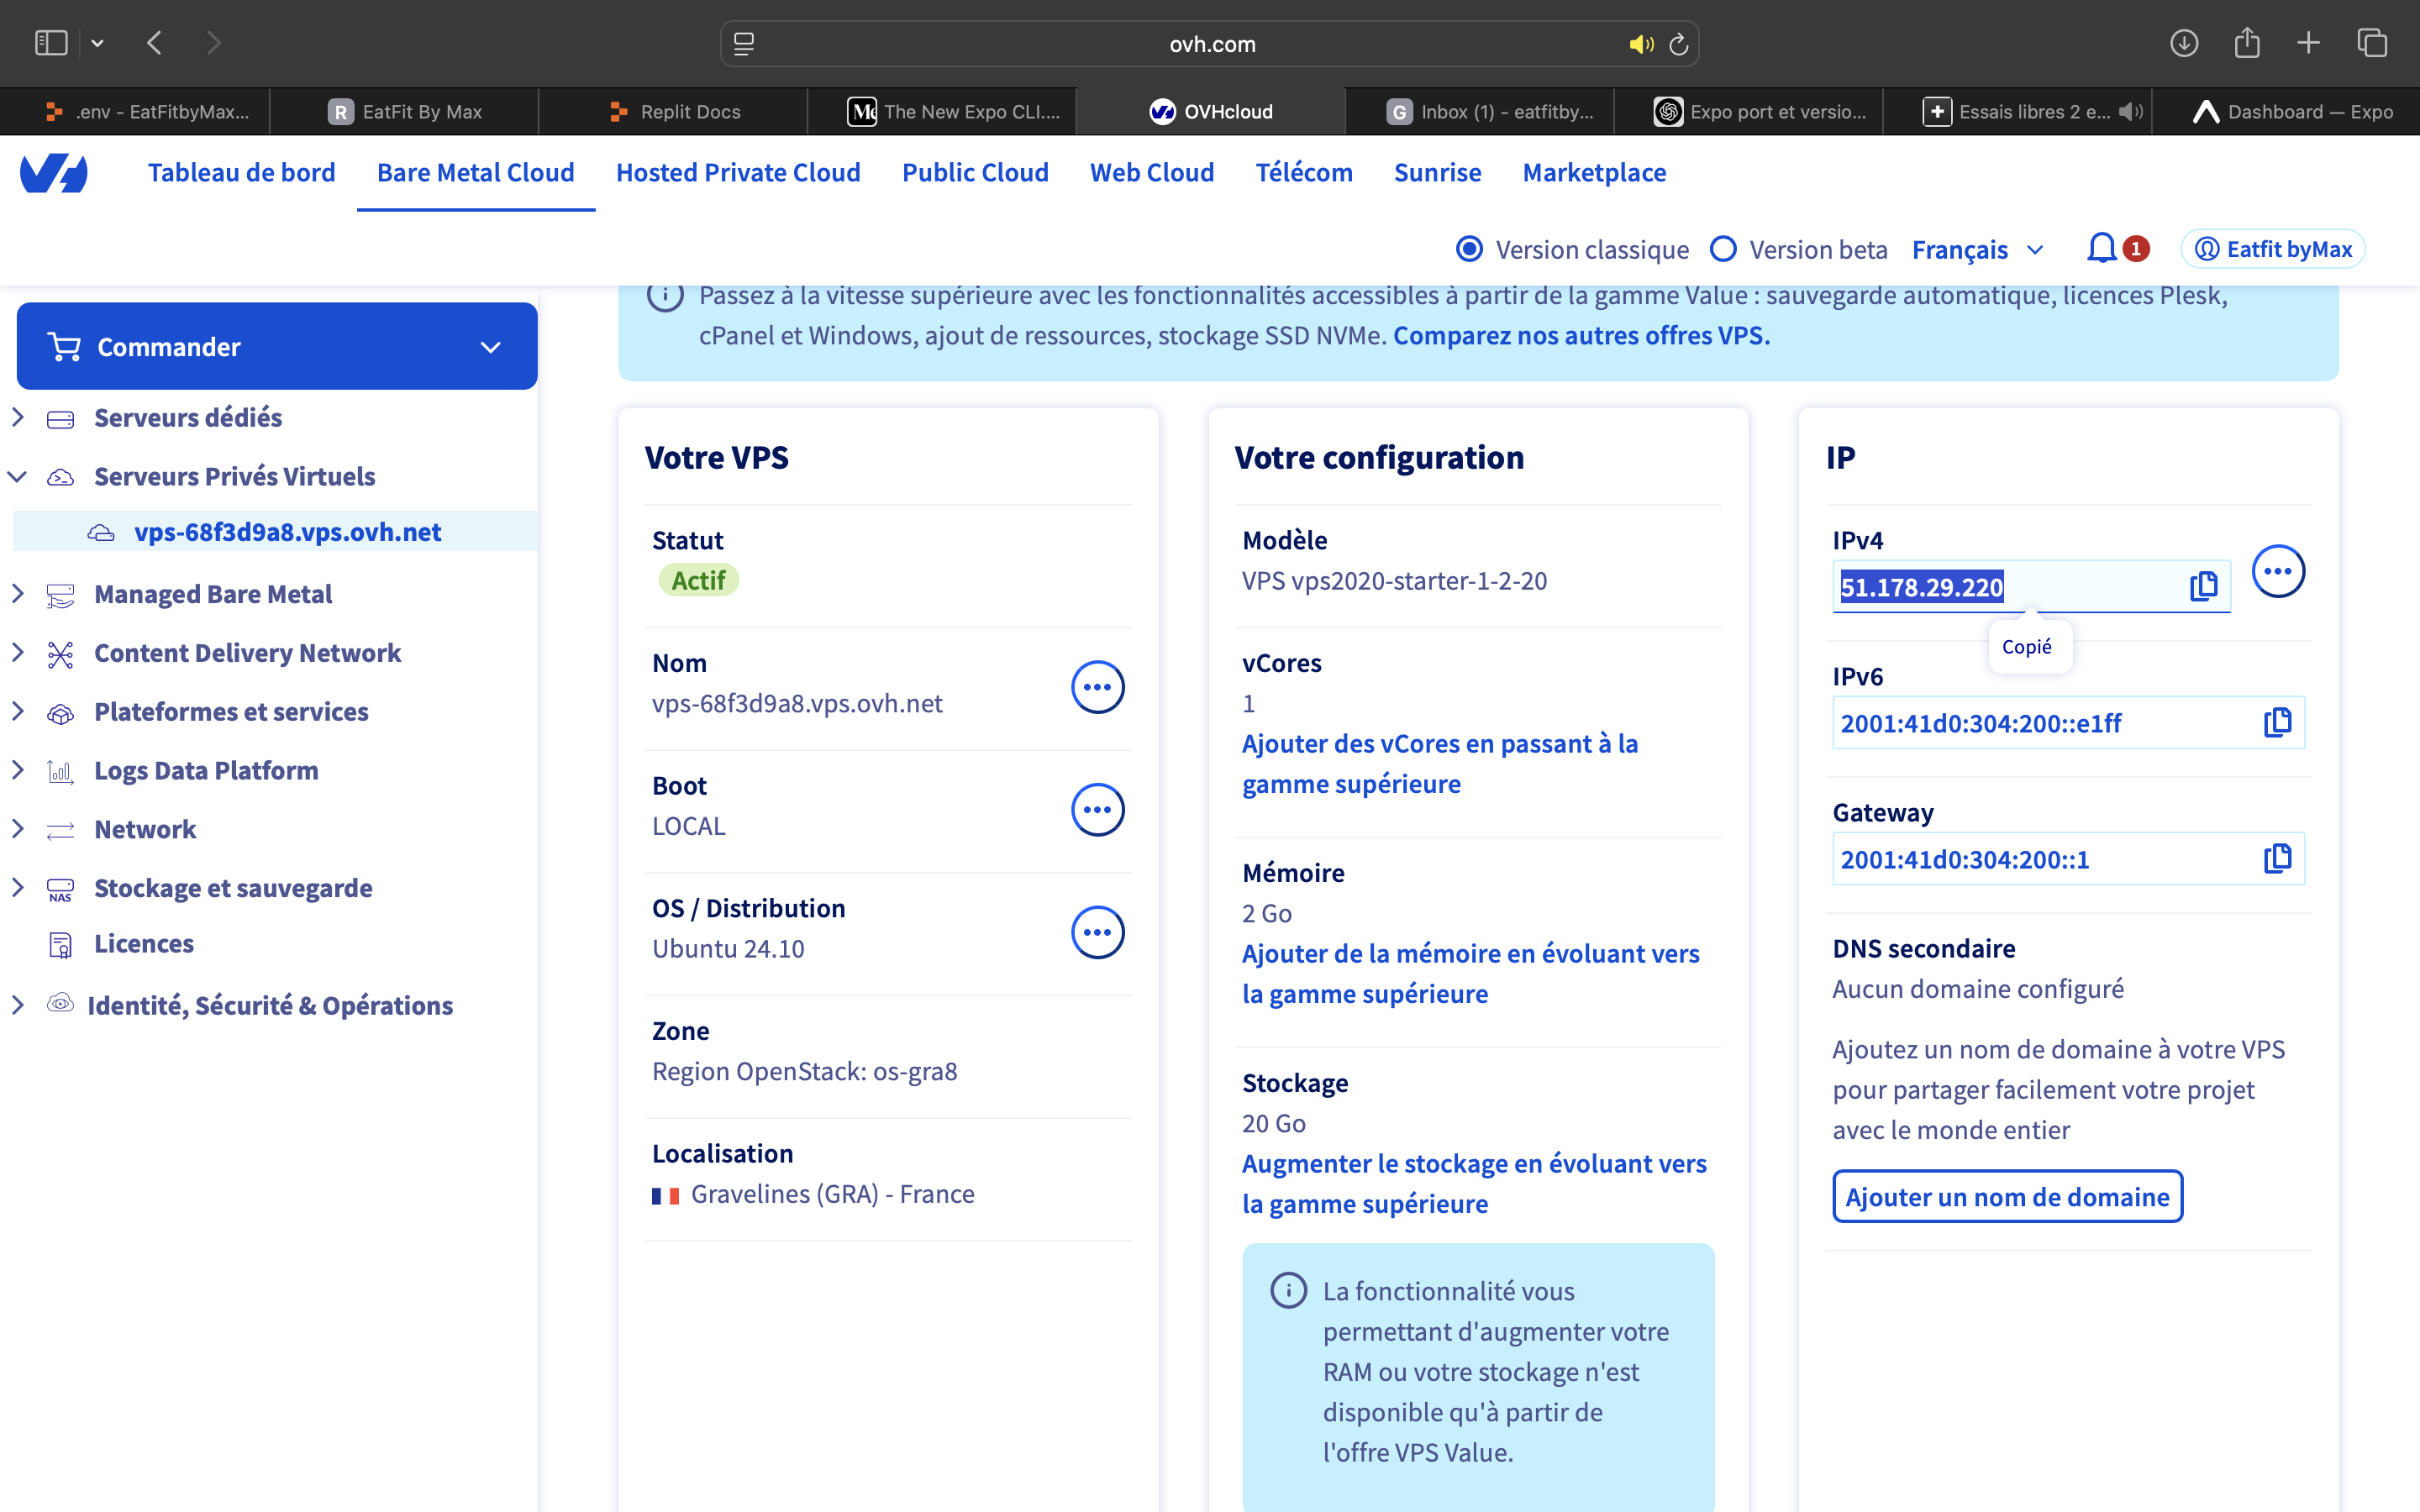 ovh.com
.env - EatFitbyMax...
R
EatFit By Max
Replit Docs
The New Expo CLI....
OVHcloud
G
Inbox (1) - eatfitby...
Expo port et versio...
Essais libres 2 e...
Dashboard — Expo
Tableau de bord
Bare Metal Cloud
Hosted Private Cloud
Public Cloud
Web Cloud
Télécom
Sunrise
Marketplace
Version classique
Version beta
Français
1
Eatfit byMax
Commander
Serveurs dédiés
Serveurs Privés Virtuels
vps-68f3d9a8.vps.ovh.net
Managed Bare Metal
Content Delivery Network
Plateformes et services
Logs Data Platform
Network
NAS
Stockage et sauvegarde
Licences
Identité, Sécurité & Opérations
Passez à la vitesse supérieure avec les fonctionnalités accessibles à partir de la gamme Value : sauvegarde automatique, licences Plesk,
cPanel et Windows, ajout de ressources, stockage SSD NVMe. Comparez nos autres offres VPS.
Votre VPS
Statut
Actif
Nom
vps-68f3d9a8.vps.ovh.net
Boot
LOCAL
OS / Distribution
Ubuntu 24.10
Zone
Region OpenStack: os-gra8
Localisation
Gravelines (GRA) - France
Votre configuration
Modèle
VPS vps2020-starter-1-2-20
vCores
1
Ajouter des vCores en passant à la
gamme supérieure
Mémoire
2 Go
Ajouter de la mémoire en évoluant vers
la gamme supérieure
Stockage
20 Go
Augmenter le stockage en évoluant vers
la gamme supérieure
La fonctionnalité vous
permettant d'augmenter votre
RAM ou votre stockage n'est
disponible qu'à partir de
l'offre VPS Value.
IP
IPv4
51.178.29.220
Copié
IPv6
2001:41d0:304:200::e1ff
Gateway
2001:41d0:304:200::1
DNS secondaire
Aucun domaine configuré
Ajoutez un nom de domaine à votre VPS
pour partager facilement votre projet
avec le monde entier
Ajouter un nom de domaine